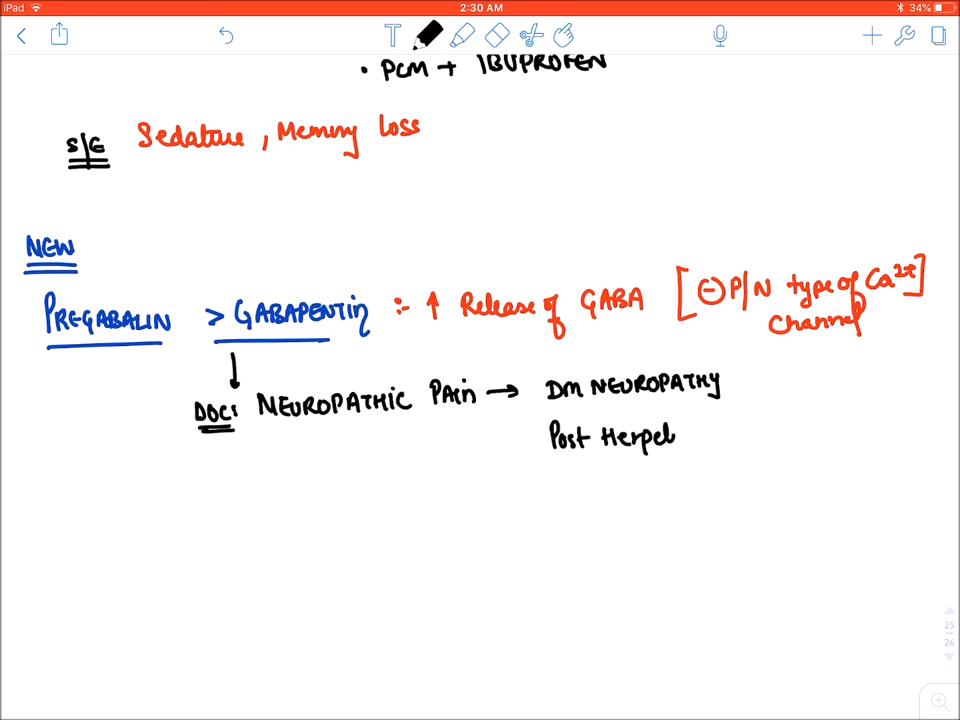 iPad 2:30 AM 34%
T
• PCM + IBUPROFEN
S/E Sedature, Memory Loss
NEW
PREGABALIN > GABAPENTIN :- ↑ Release of GABA [⊖ P/N type of Ca²⁺ Channel]
DOC: NEUROPATHIC PAIN → DM NEUROPATHY
Post Herpel
25
26